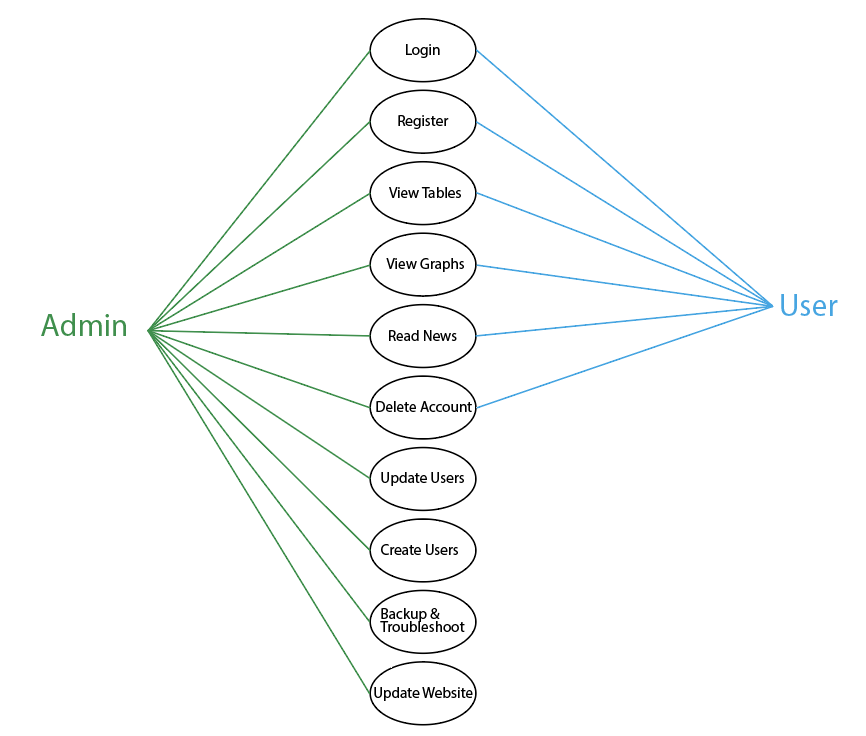 Login
Register
View Tables
View Graphs
Admin
User
Read News
Delete Account
Update Users
Create Users
Backup &
Troubleshoot
Update Website